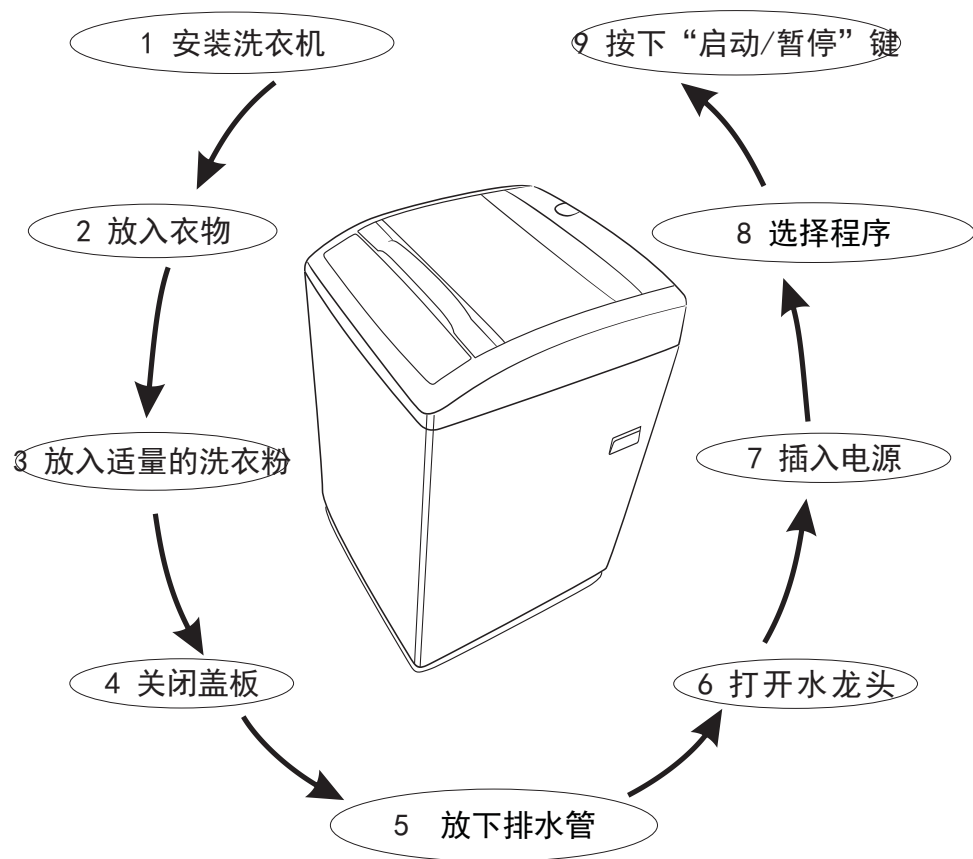 1 安装洗衣机
2 放入衣物
3 放入适量的洗衣粉
4 关闭盖板
5 放下排水管
6 打开水龙头
7 插入电源
8 选择程序
9 按下“启动/暂停”键